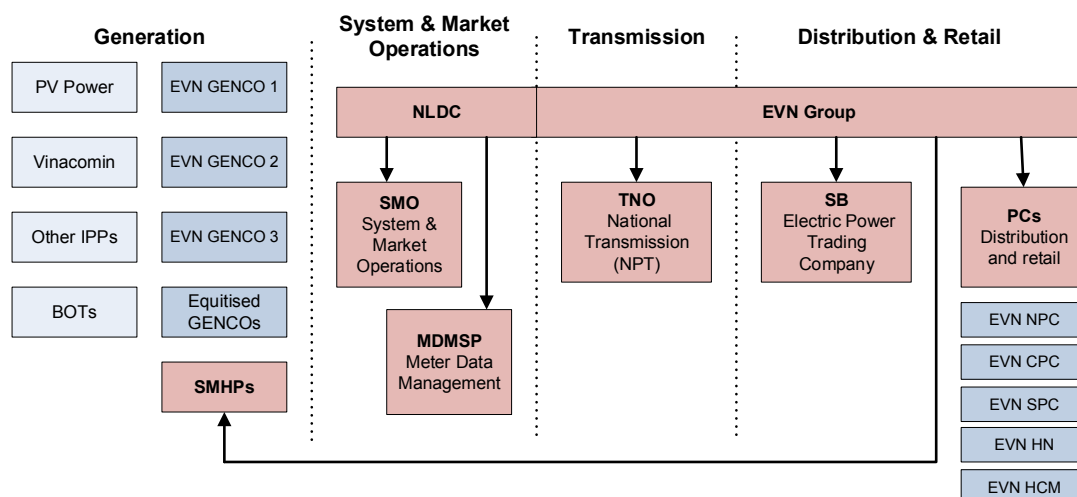 Generation
System & Market
Operations
Transmission
Distribution & Retail
PV Power
EVN GENCO 1
Vinacomin
EVN GENCO 2
Other IPPs
EVN GENCO 3
BOTs
Equitised
GENCOs
SMHPs
NLDC
EVN Group
SMO
System &
Market
Operations
MDMSP
Meter Data
Management
TNO
National
Transmission
(NPT)
SB
Electric Power
Trading
Company
PCs
Distribution
and retail
EVN NPC
EVN CPC
EVN SPC
EVN HN
EVN HCM